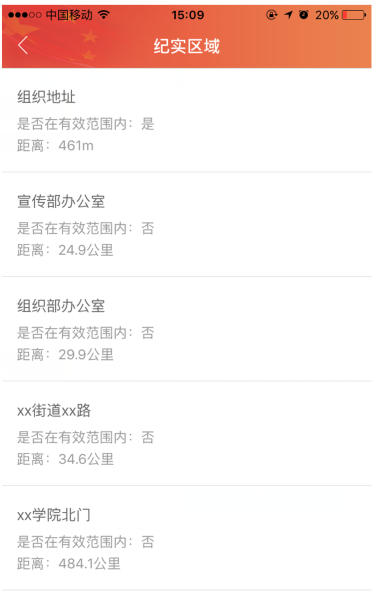 中国移动 15:09 20%
纪实区域
组织地址
是否在有效范围内：是
距离：461m
宣传部办公室
是否在有效范围内：否
距离：24.9公里
组织部办公室
是否在有效范围内：否
距离：29.9公里
xx街道xx路
是否在有效范围内：否
距离：34.6公里
xx学院北门
是否在有效范围内：否
距离：484.1公里